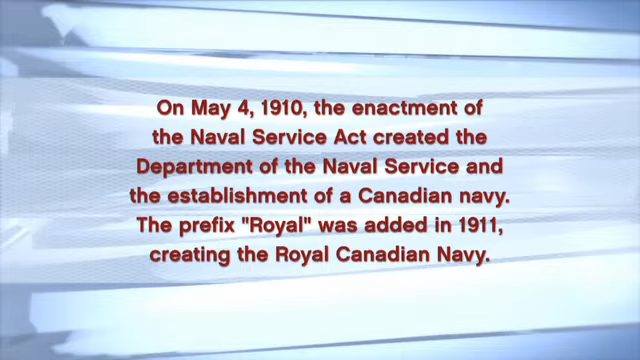 On May 4, 1910, the enactment of
the Naval Service Act created the
Department of the Naval Service and
the establishment of a Canadian navy.
The prefix "Royal" was added in 1911,
creating the Royal Canadian Navy.